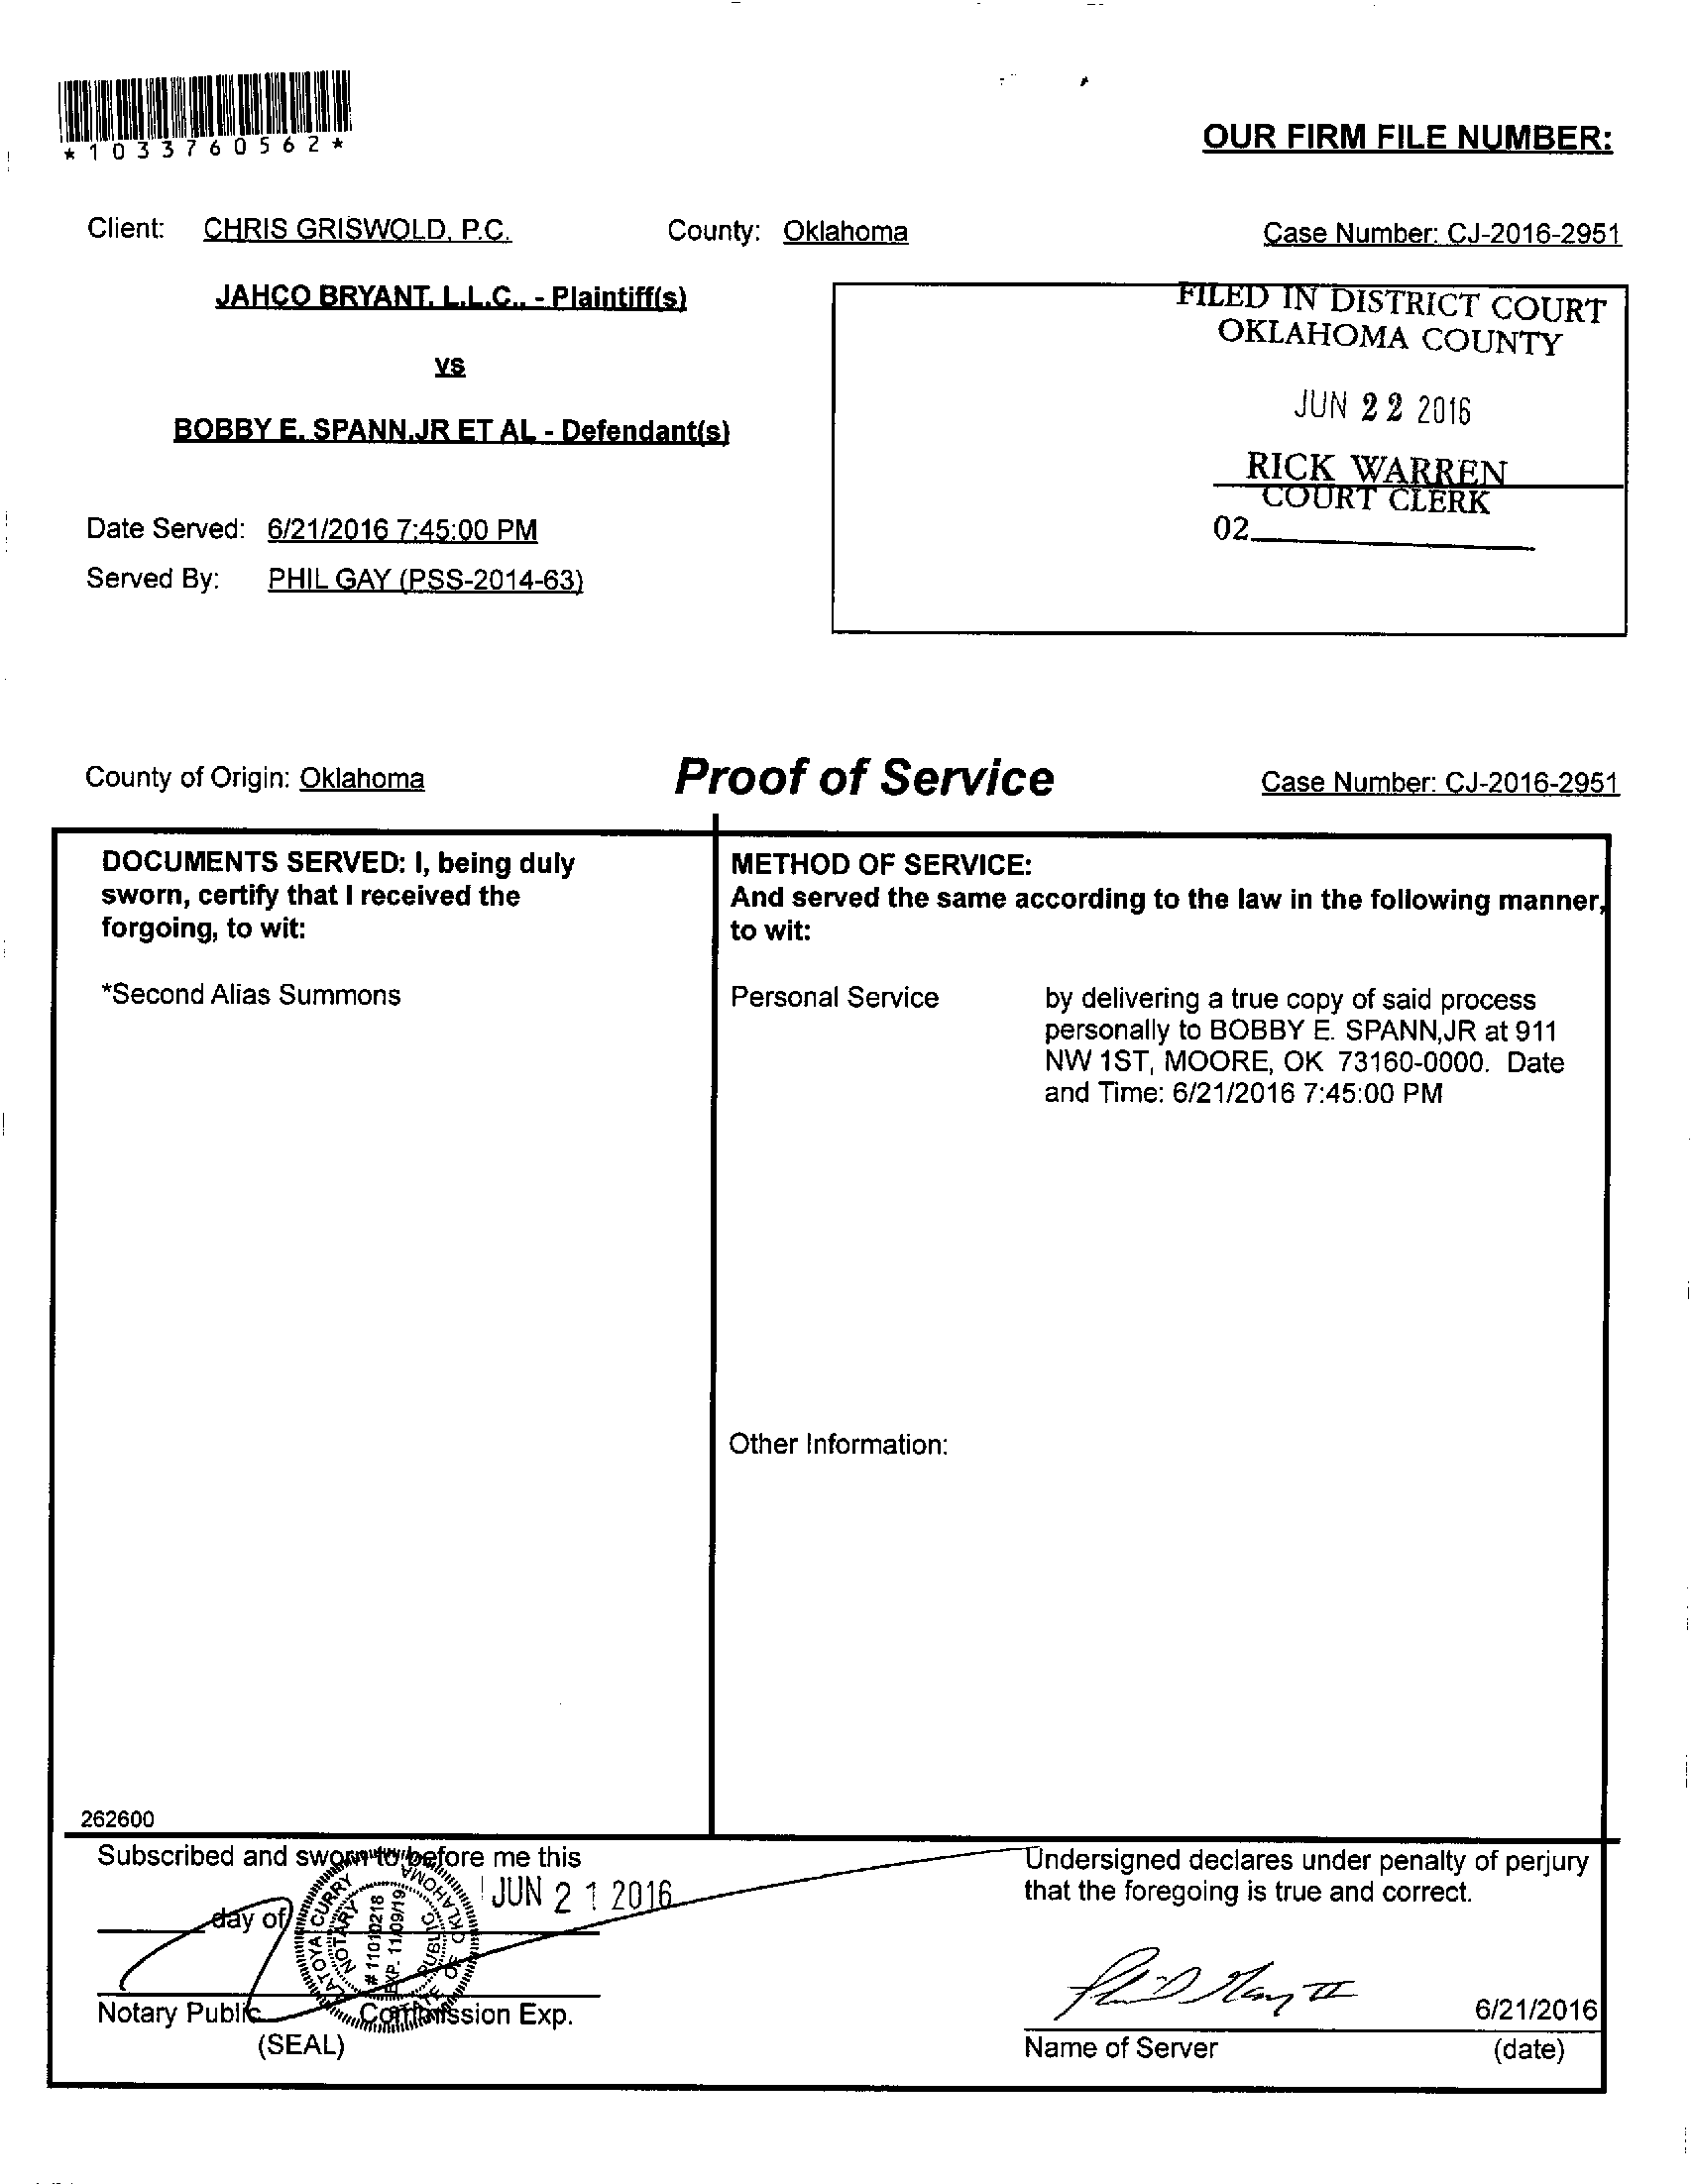 *1033760562*
OUR FIRM FILE NUMBER:
Client: CHRIS GRISWOLD, P.C. County: Oklahoma Case Number: CJ-2016-2951
JAHCO BRYANT, L.L.C., - Plaintiff(s)
vs
BOBBY E. SPANN,JR ET AL - Defendant(s)
FILED IN DISTRICT COURT
OKLAHOMA COUNTY
JUN 22 2016
RICK WARREN
COURT CLERK
02
Date Served: 6/21/2016 7:45:00 PM
Served By: PHIL GAY (PSS-2014-63)
County of Origin: Oklahoma Proof of Service Case Number: CJ-2016-2951
DOCUMENTS SERVED: I, being duly
sworn, certify that I received the
forgoing, to wit:
*Second Alias Summons
METHOD OF SERVICE:
And served the same according to the law in the following manner,
to wit:
Personal Service by delivering a true copy of said process
personally to BOBBY E. SPANN,JR at 911
NW 1ST, MOORE, OK 73160-0000. Date
and Time: 6/21/2016 7:45:00 PM
Other Information:
262600
Subscribed and sworn to before me this
JUN 21 2016
day of
LATOYA CURRY
NOTARY PUBLIC
# 11010218
EXP. 11/09/19
STATE OF OKLAHOMA
Notary Public Commission Exp.
(SEAL)
Undersigned declares under penalty of perjury
that the foregoing is true and correct.
6/21/2016
Name of Server (date)